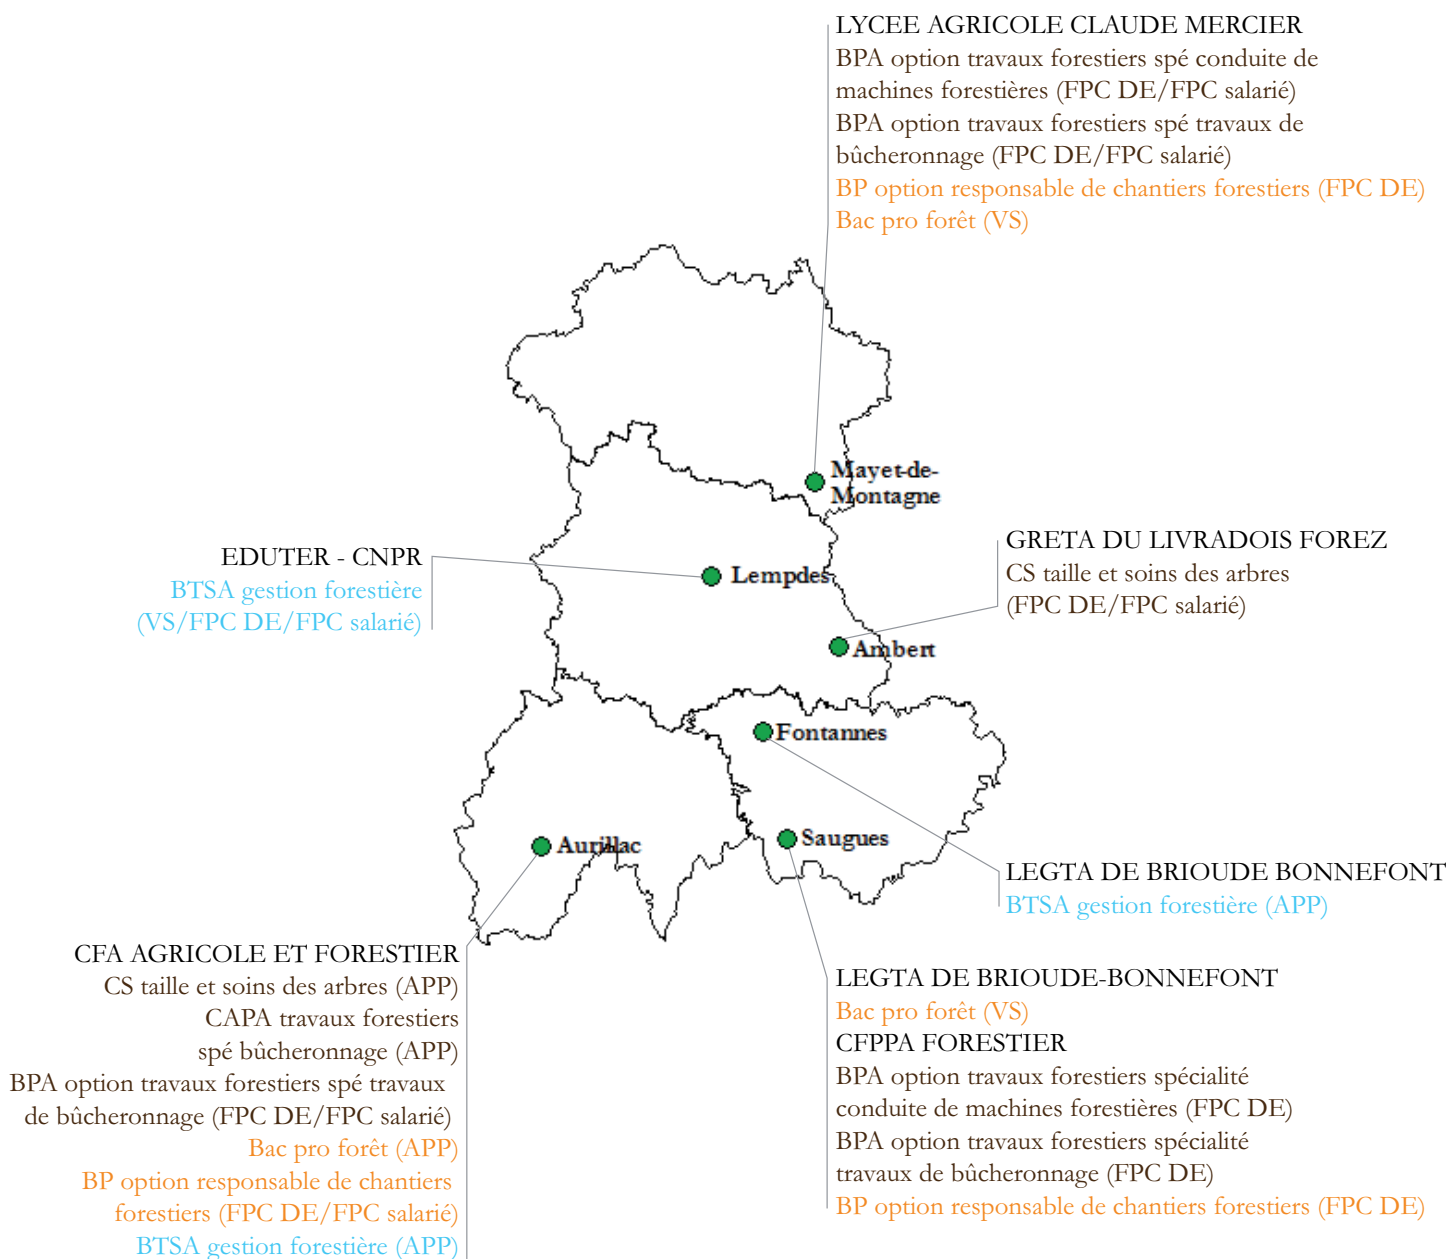 LYCEE AGRICOLE CLAUDE MERCIER
BPA option travaux forestiers spé conduite de
machines forestières (FPC DE/FPC salarié)
BPA option travaux forestiers spé travaux de
bûcheronnage (FPC DE/FPC salarié)
BP option responsable de chantiers forestiers (FPC DE)
Bac pro forêt (VS)
Mayet-de-
Montagne
EDUTER - CNPR
BTSA gestion forestière
(VS/FPC DE/FPC salarié)
Lempdes
GRETA DU LIVRADOIS FOREZ
CS taille et soins des arbres
(FPC DE/FPC salarié)
Ambert
Fontannes
Saugues
Aurillac
LEGTA DE BRIOUDE BONNEFONT
BTSA gestion forestière (APP)
CFA AGRICOLE ET FORESTIER
CS taille et soins des arbres (APP)
CAPA travaux forestiers
spé bûcheronnage (APP)
BPA option travaux forestiers spé travaux
de bûcheronnage (FPC DE/FPC salarié)
Bac pro forêt (APP)
BP option responsable de chantiers
forestiers (FPC DE/FPC salarié)
BTSA gestion forestière (APP)
LEGTA DE BRIOUDE-BONNEFONT
Bac pro forêt (VS)
CFPPA FORESTIER
BPA option travaux forestiers spécialité
conduite de machines forestières (FPC DE)
BPA option travaux forestiers spécialité
travaux de bûcheronnage (FPC DE)
BP option responsable de chantiers forestiers (FPC DE)